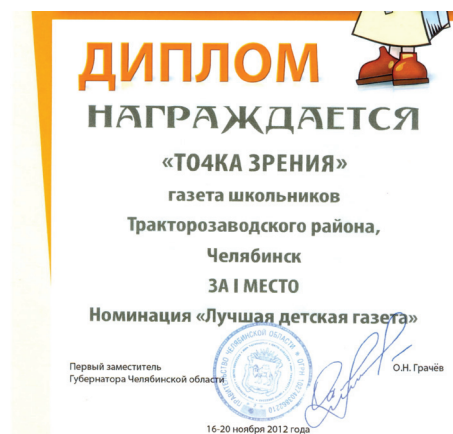 ДИПЛОМ
НАГРАЖДАЕТСЯ
«ТО4КА ЗРЕНИЯ»
газета школьников
Тракторозаводского района,
Челябинск
ЗА I МЕСТО
Номинация «Лучшая детская газета»
Первый заместитель
Губернатора Челябинской области
О.Н. Грачёв
16-20 ноября 2012 года